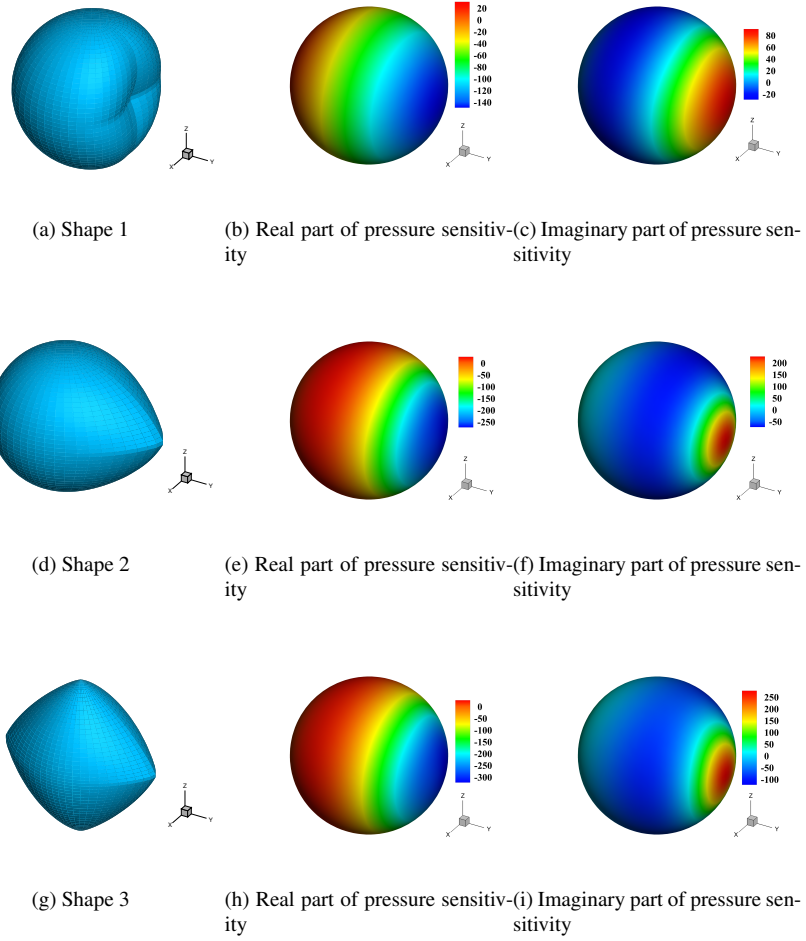 20
0
-20
-40
-60
-80
-100
-120
-140
80
60
40
20
0
-20
Z
X
Y
Z
X
Y
Z
X
Y
(a) Shape 1
(b) Real part of pressure sensitiv-
ity
(c) Imaginary part of pressure sen-
sitivity
0
-50
-100
-150
-200
-250
200
150
100
50
0
-50
Z
X
Y
Z
X
Y
Z
X
Y
(d) Shape 2
(e) Real part of pressure sensitiv-
ity
(f) Imaginary part of pressure sen-
sitivity
0
-50
-100
-150
-200
-250
-300
250
200
150
100
50
0
-50
-100
Z
X
Y
Z
X
Y
Z
X
Y
(g) Shape 3
(h) Real part of pressure sensitiv-
ity
(i) Imaginary part of pressure sen-
sitivity